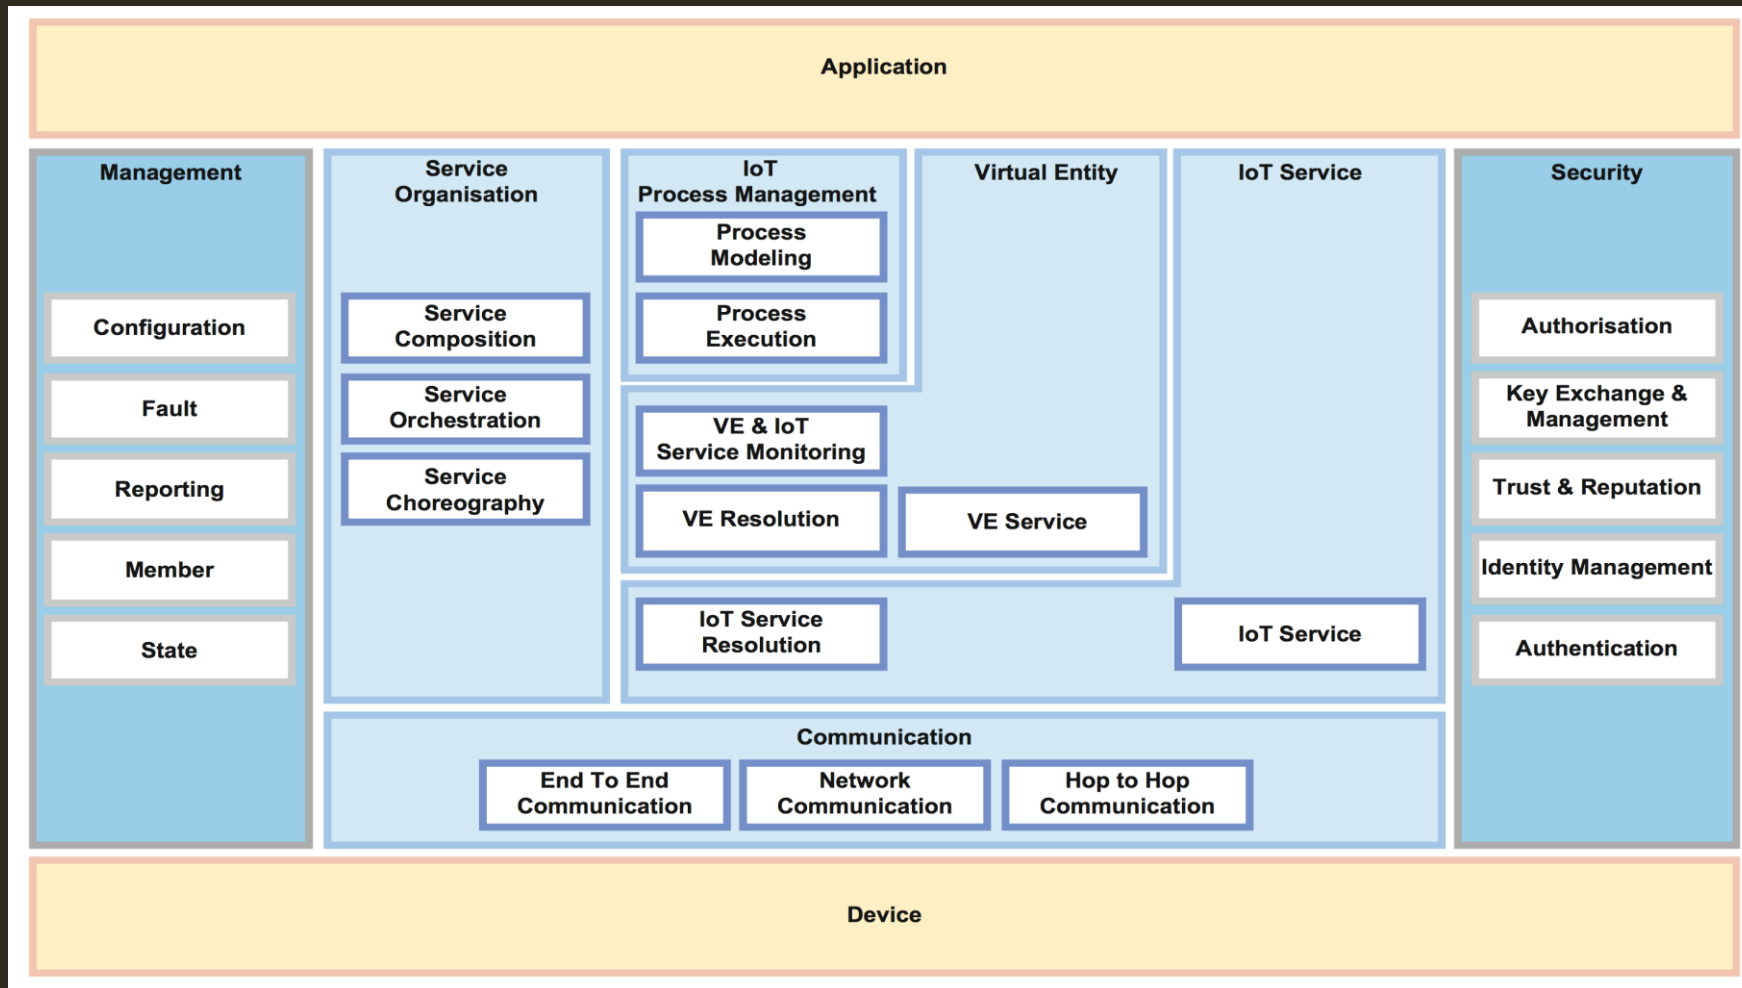 Application
Management
Configuration
Fault
Reporting
Member
State
Service
Organisation
Service
Composition
Service
Orchestration
Service
Choreography
IoT
Process Management
Process
Modeling
Process
Execution
Virtual Entity
VE & IoT
Service Monitoring
VE Resolution
VE Service
IoT Service
IoT Service
Resolution
IoT Service
Security
Authorisation
Key Exchange &
Management
Trust & Reputation
Identity Management
Authentication
Communication
End To End
Communication
Network
Communication
Hop to Hop
Communication
Device